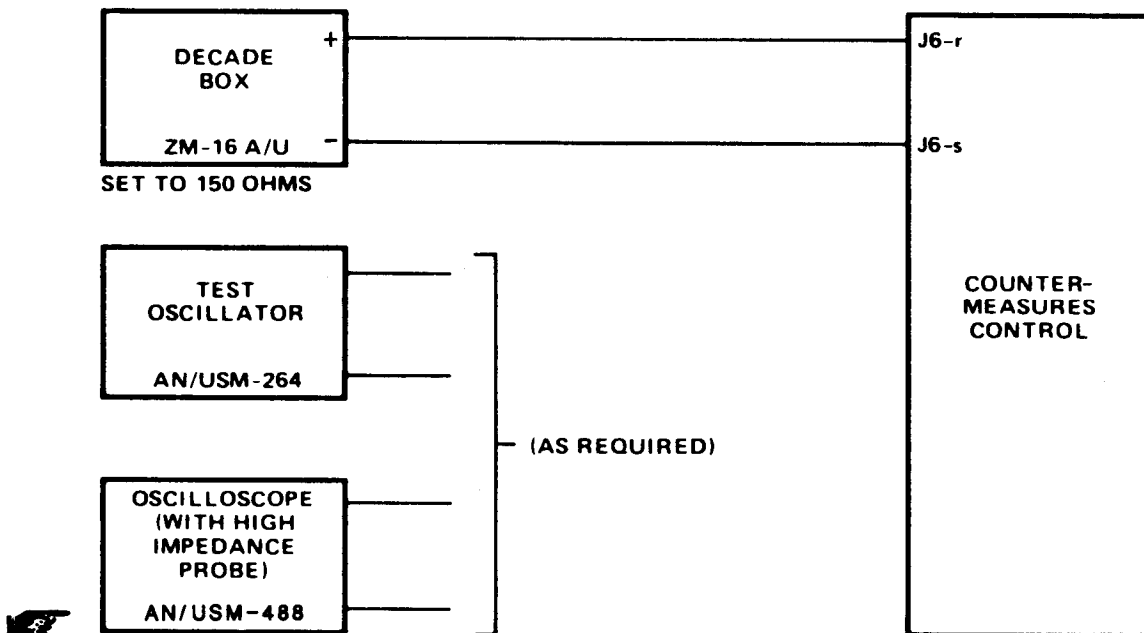 DECADE
BOX
ZM-16 A/U
+
-
SET TO 150 OHMS
J6-r
J6-s
TEST
OSCILLATOR
AN/USM-264
COUNTER-
MEASURES
CONTROL
(AS REQUIRED)
OSCILLOSCOPE
(WITH HIGH
IMPEDANCE
PROBE)
AN/USM-488